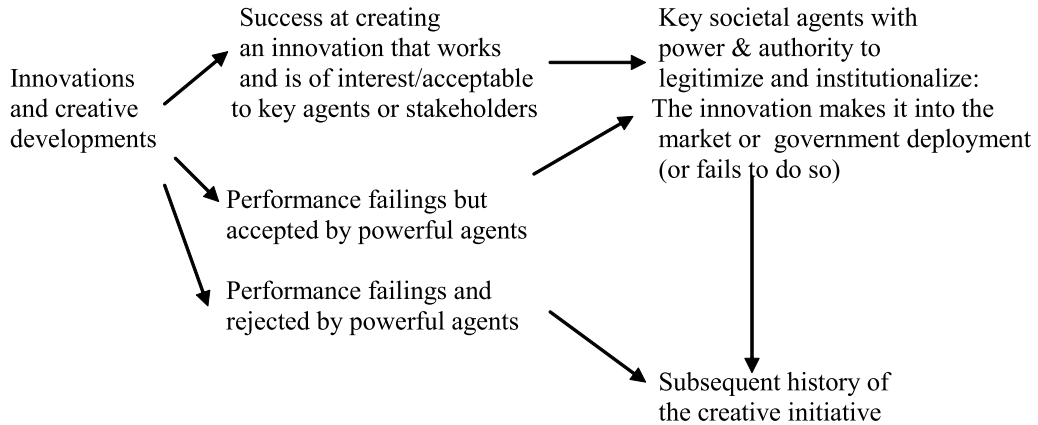 Innovations
and creative
developments
Success at creating
an innovation that works
and is of interest/acceptable
to key agents or stakeholders
Performance failings but
accepted by powerful agents
Performance failings and
rejected by powerful agents
Key societal agents with
power & authority to
legitimize and institutionalize:
The innovation makes it into the
market or government deployment
(or fails to do so)
Subsequent history of
the creative initiative